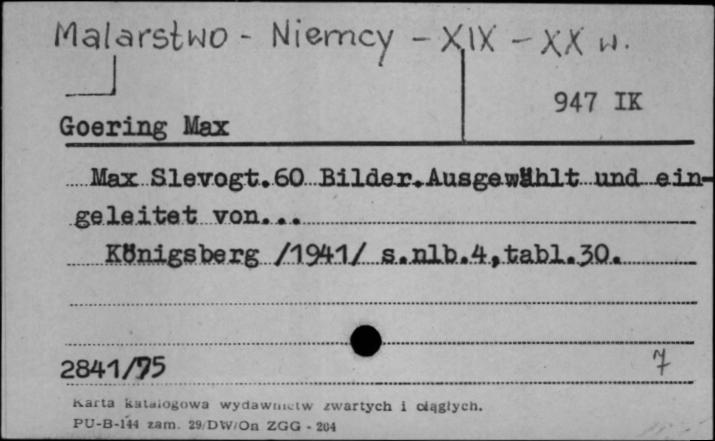 Malarstwo - Niemcy - XIX - XX w.
947 IK
Goering Max
Max Slevogt.60 Bilder.Ausgewählt und ein-
geleitet von...
Königsberg /1941/ s.nlb.4,tabl.30.
2841/75
7
Karta katalogowa wydawnictw zwartych i ciągłych.
PU-B-144 zam. 29/DW/On ZGG - 204